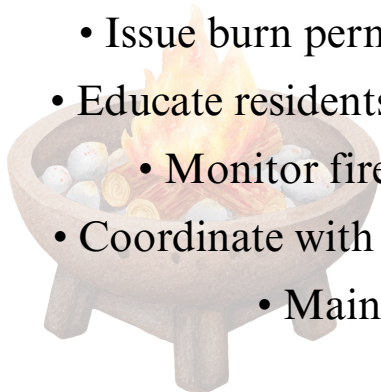 • Issue burn
• Educate residents
• Monitor fire
• Coordinate with
• Main